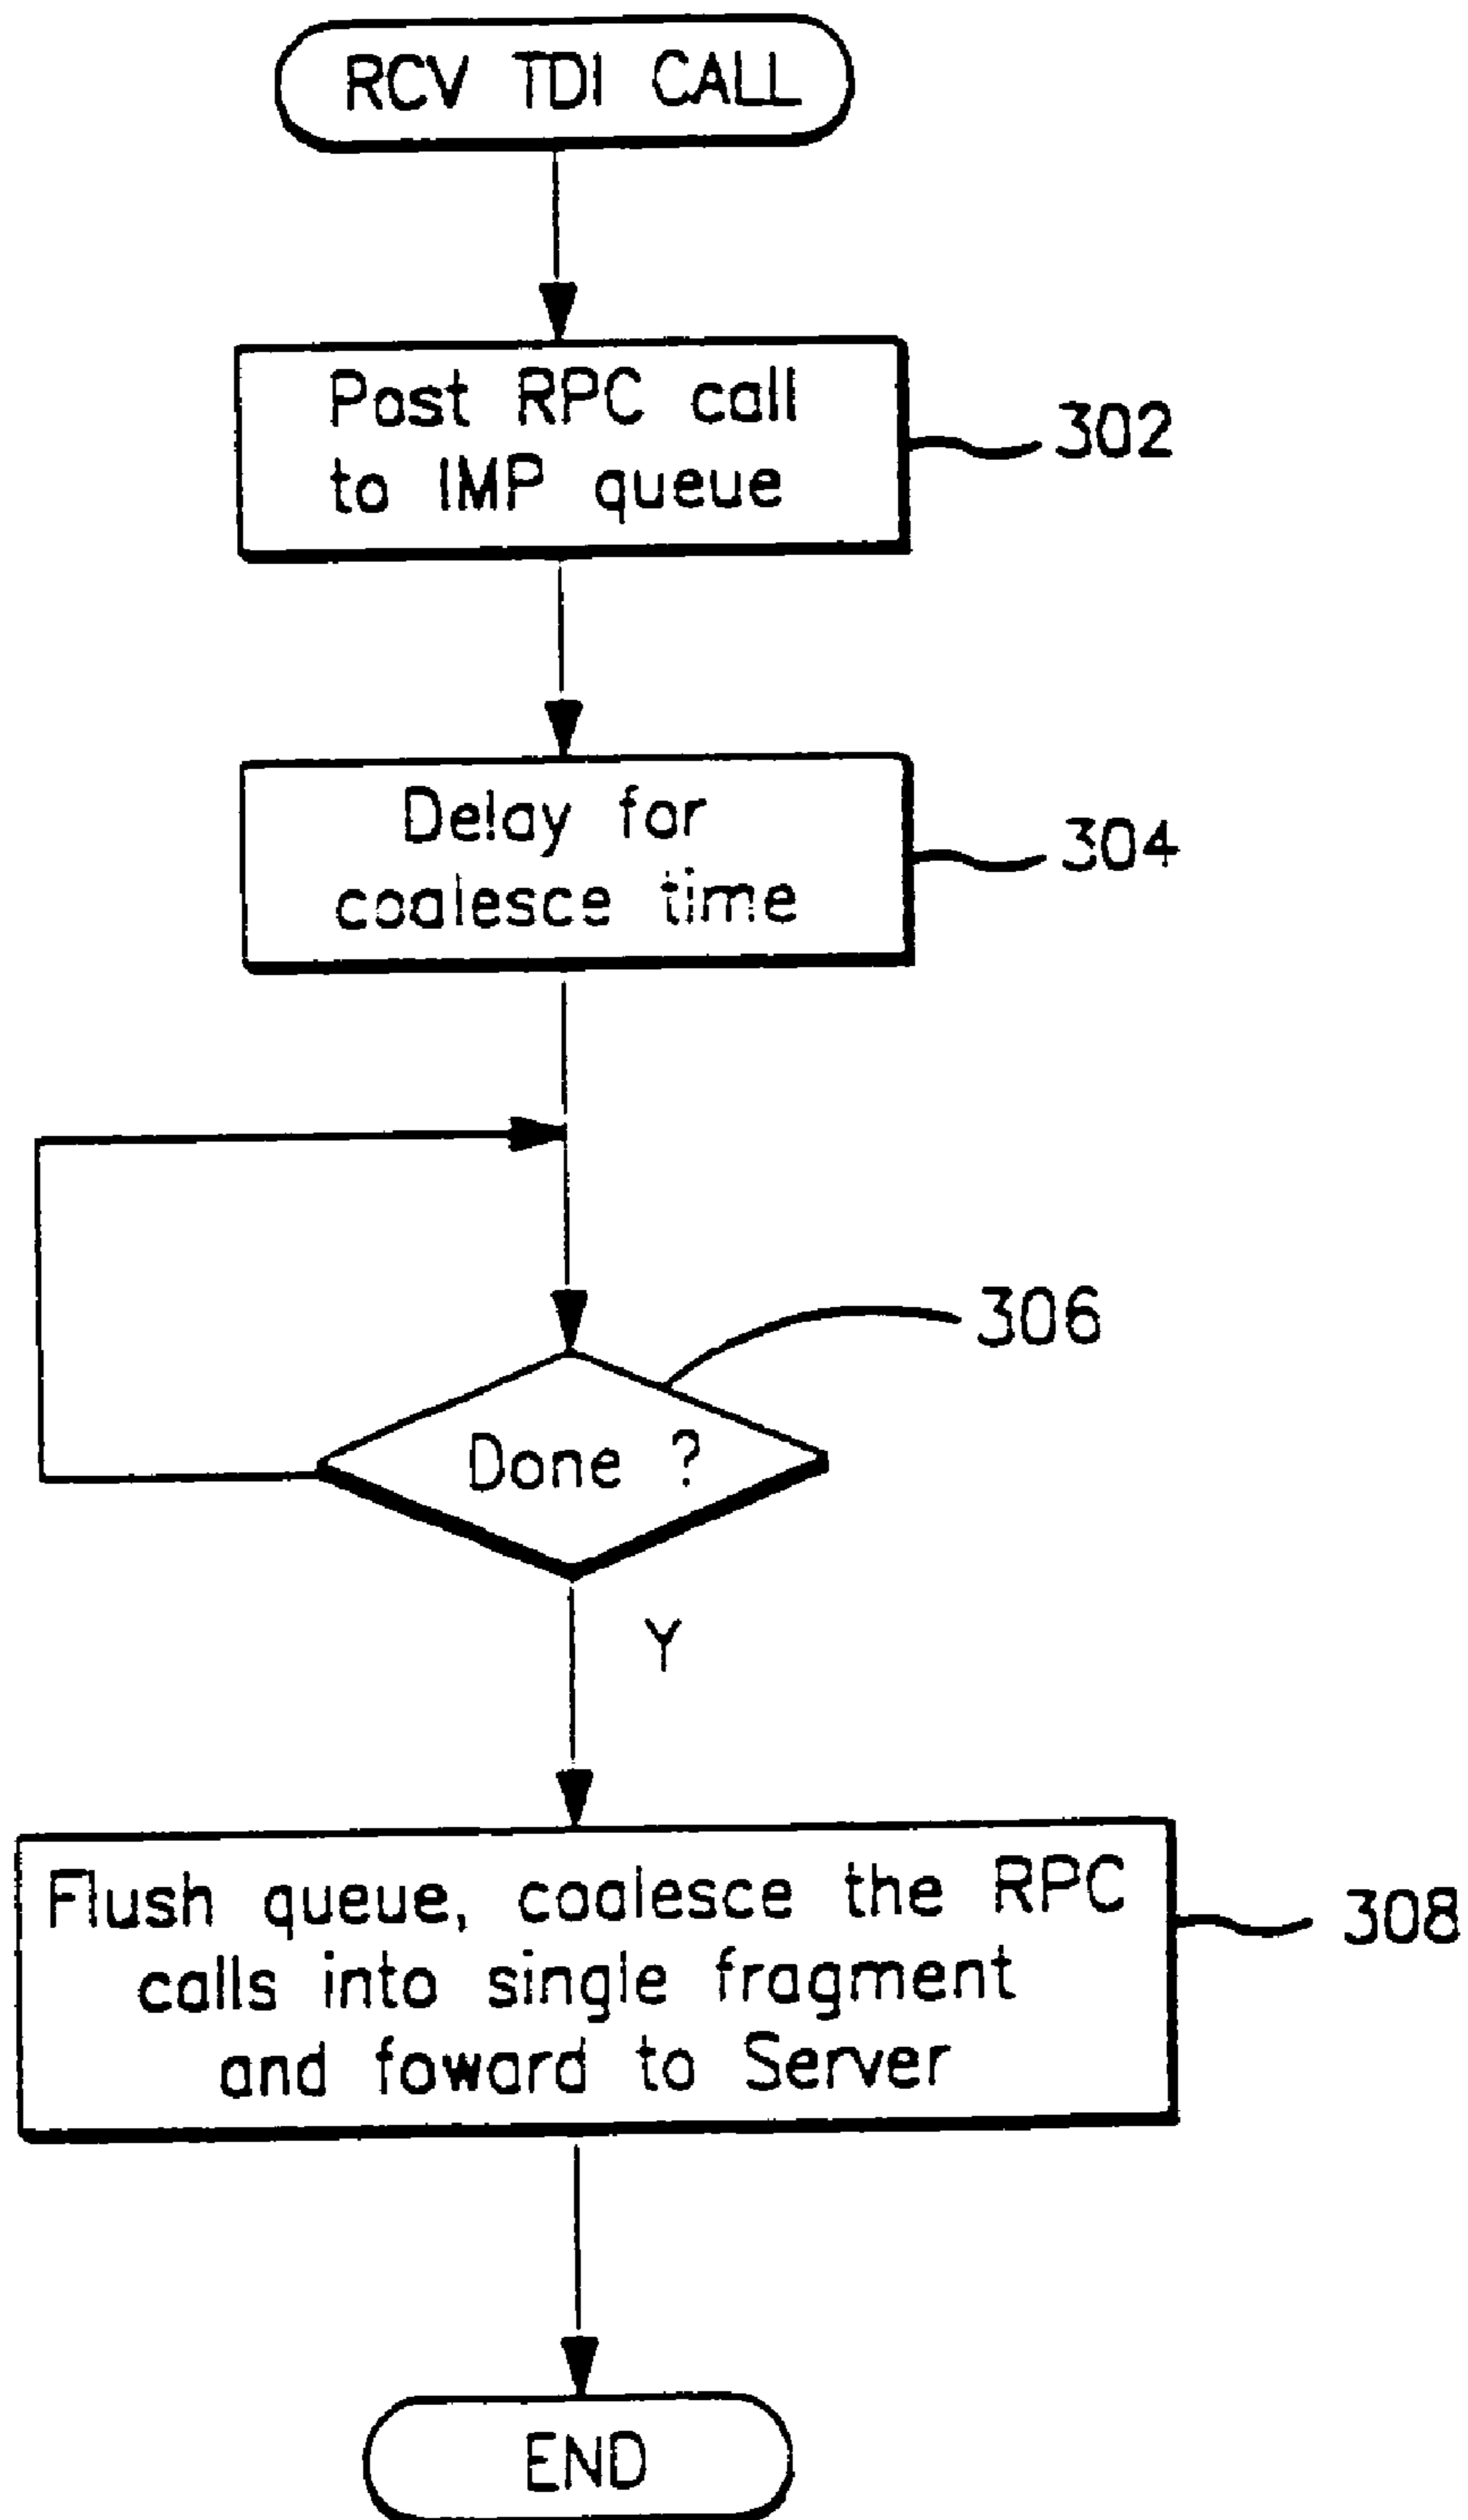 RCV TDI CALL
Post RPC call
to IMP queue
302
Delay for
coalesce time
304
306
Done ?
Y
Flush queue, coalesce the RPC
calls into single fragment
and foward to Server
308
END